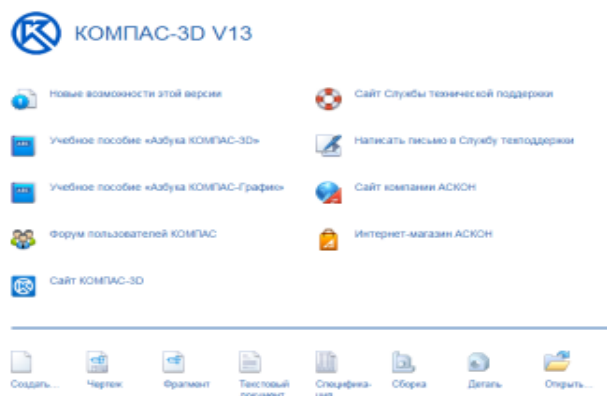 КОМПАС-3D V13
Новые возможности этой версии
Сайт Службы технической поддержки
Учебное пособие «Азбука КОМПАС-3D»
Написать письмо в Службу техподдержки
Учебное пособие «Азбука КОМПАС-График»
Сайт компании АСКОН
Форум пользователей КОМПАС
Интернет-магазин АСКОН
Сайт КОМПАС-3D
Создать...
Чертеж
Фрагмент
Текстовый
документ
Специфика-
ция
Сборка
Деталь
Открыть...